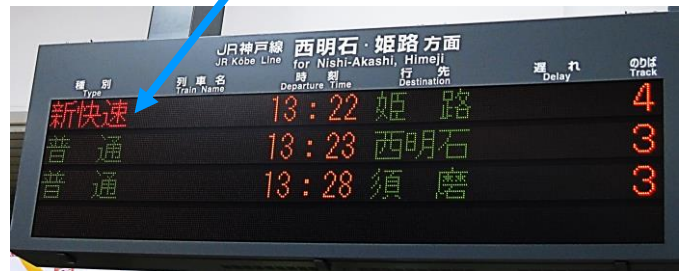 JR神戸線 西明石・姫路 方面
JR Kōbe Line for Nishi-Akashi, Himeji
種 別 列 車 名 時 刻 行 先 遅 れ のりば
Type Train Name Departure Time Destination Delay Track
新快速 13:22 姫 路 4
普 通 13:23 西明石 3
普 通 13:28 須 磨 3